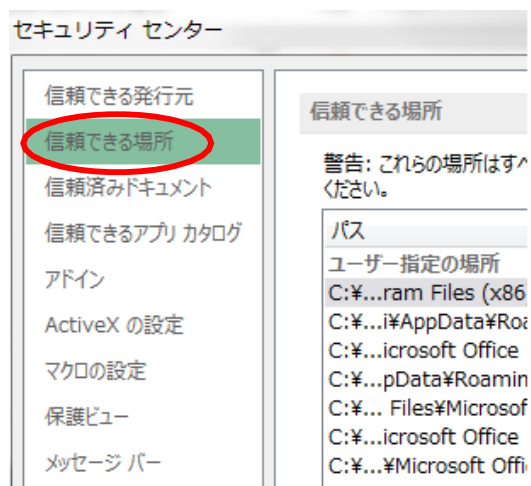 セキュリティ センター
信頼できる発行元
信頼できる場所
信頼済みドキュメント
信頼できるアプリ カタログ
アドイン
ActiveX の設定
マクロの設定
保護ビュー
メッセージ バー
信頼できる場所
警告: これらの場所はすべ
ください。
パス
ユーザー指定の場所
C:¥...ram Files (x86
C:¥...i¥AppData¥Roa
C:¥...icrosoft Office
C:¥...pData¥Roamin
C:¥... Files¥Microsof
C:¥...icrosoft Office
C:¥...¥Microsoft Offi